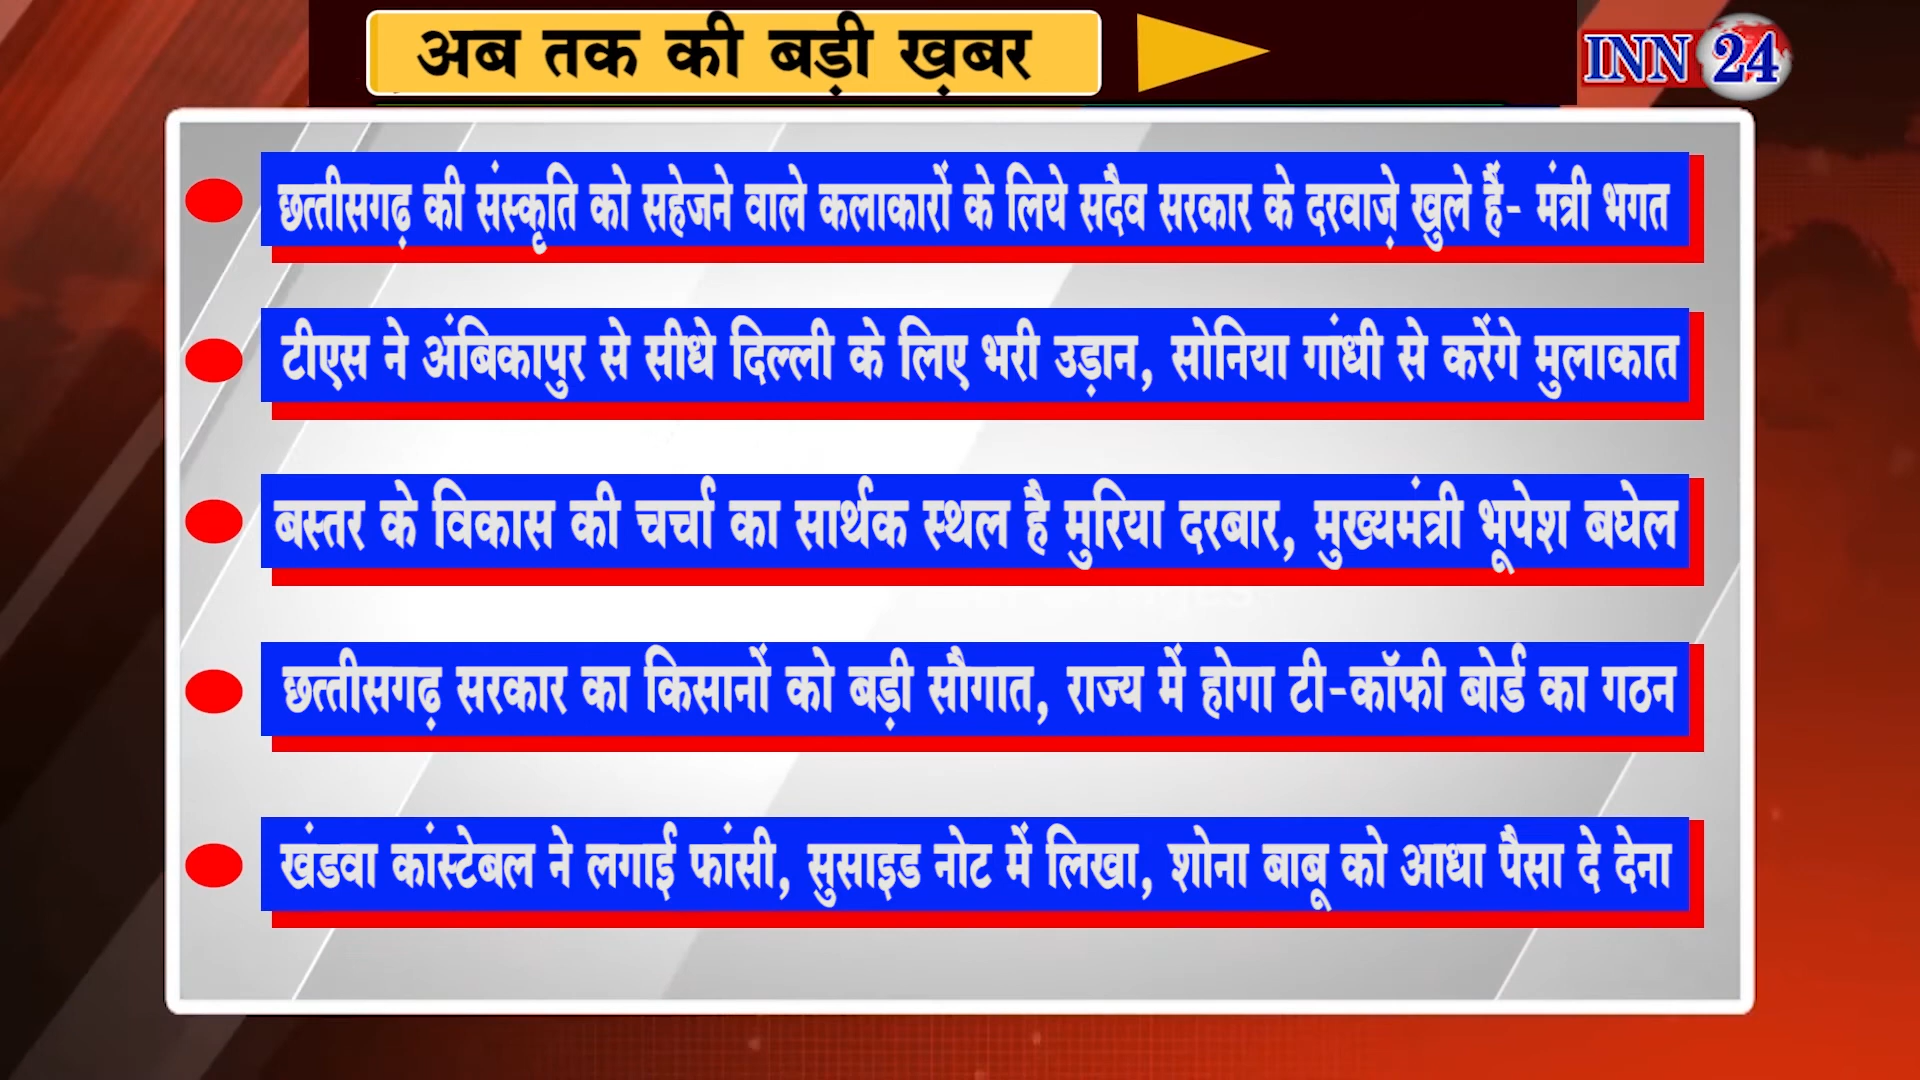 अब तक की बड़ी ख़बर
INN 24
छत्तीसगढ़ की संस्कृति को सहेजने वाले कलाकारों के लिये सदैव सरकार के दरवाज़े खुले हैं- मंत्री भगत
टीएस ने अंबिकापुर से सीधे दिल्ली के लिए भरी उड़ान, सोनिया गांधी से करेंगे मुलाकात
बस्तर के विकास की चर्चा का सार्थक स्थल है मुरिया दरबार, मुख्यमंत्री भूपेश बघेल
छत्तीसगढ़ सरकार का किसानों को बड़ी सौगात, राज्य में होगा टी-कॉफी बोर्ड का गठन
खंडवा कांस्टेबल ने लगाई फांसी, सुसाइड नोट में लिखा, शोना बाबू को आधा पैसा दे देना